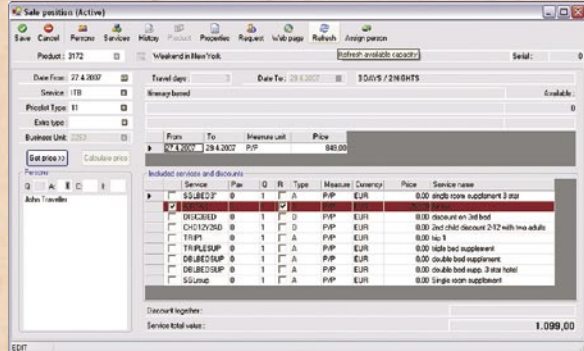 Sale position (Active)
Save Cancel Persons Services History Product Properties Request Web page Refresh Assign person
Refresh available capacity
Product: 3172 Weekend in New York Serial: 0
Date From: 27.4.2007 Travel days: 3 Date To: 29.4.2007 3 DAYS / 2 NIGHTS
Service: ITB Itinerary based Available:
Pricelist Type: 11 0
Extra type:
Business Unit: From To Measure unit Price
27.4.2007 29.4.2007 P/P 849,00
Get price >> Calculate price
Persons Included services and discounts
Q: A: 1 C: I: Service Pax Q R Type Measure Currency Price Service name
John Traveller SGLBED3* 0 1 A P/P EUR 0,00 single room supplement 3 star
DISC3BED 0 1 D P/P EUR 0,00 discount on 3rd bed
CHD12Y2AD 0 1 D P/P EUR 0,00 2nd child discount 2-12 with two adults
TRIP1 0 1 A P/P EUR 0,00 trip 1
TRIPLESUP 0 1 A P/P EUR 0,00 triple bed supplement
DBLBEDSUP 0 1 A P/P EUR 0,00 double bed supplement
DBLBEDSUP 0 1 A P/P EUR 0,00 double bed supp. 3 star hotel
SGLroup 0 1 A P/P EUR 0,00 Single room supplement
Discount together:
Service total value: 1.099,00
EDIT